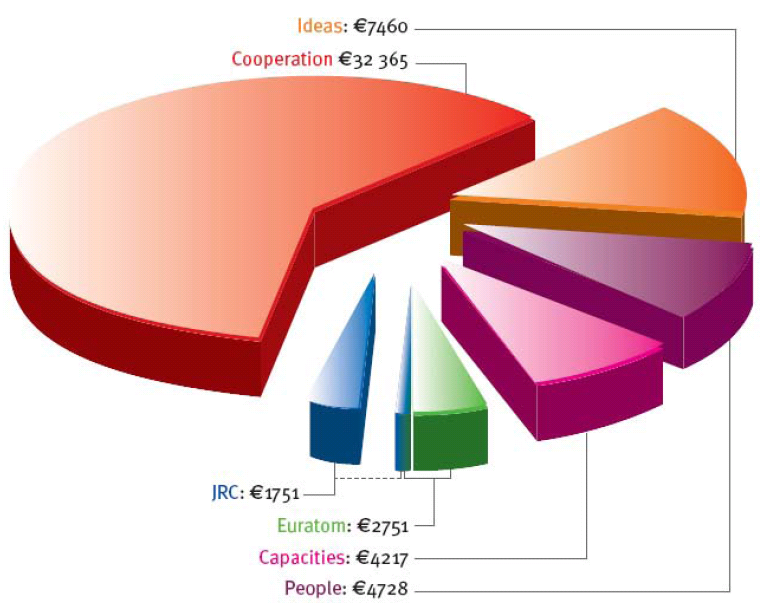 Ideas: €7460
Cooperation €32 365
JRC: €1751
Euratom: €2751
Capacities: €4217
People: €4728